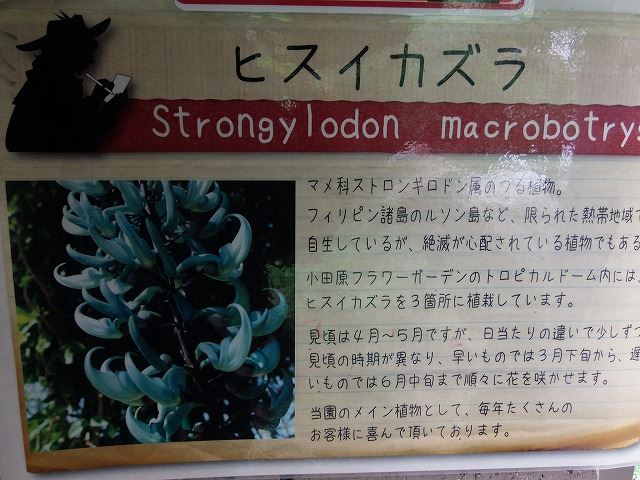 ヒスイカズラ
Strongylodon macrobotrys
マメ科ストロンギロドン属のつる植物。
フィリピン諸島のルソン島など、限られた熱帯地域で
自生しているが、絶滅が心配されている植物でもある
小田原フラワーガーデンのトロピカルドーム内には、
ヒスイカズラを3箇所に植栽しています。
見頃は4月～5月ですが、日当たりの違いで少しずつ
見頃の時期が異なり、早いものでは3月下旬から、遅
いものでは6月中旬まで順々に花を咲かせます。
当園のメイン植物として、毎年たくさんの
お客様に喜んで頂いております。